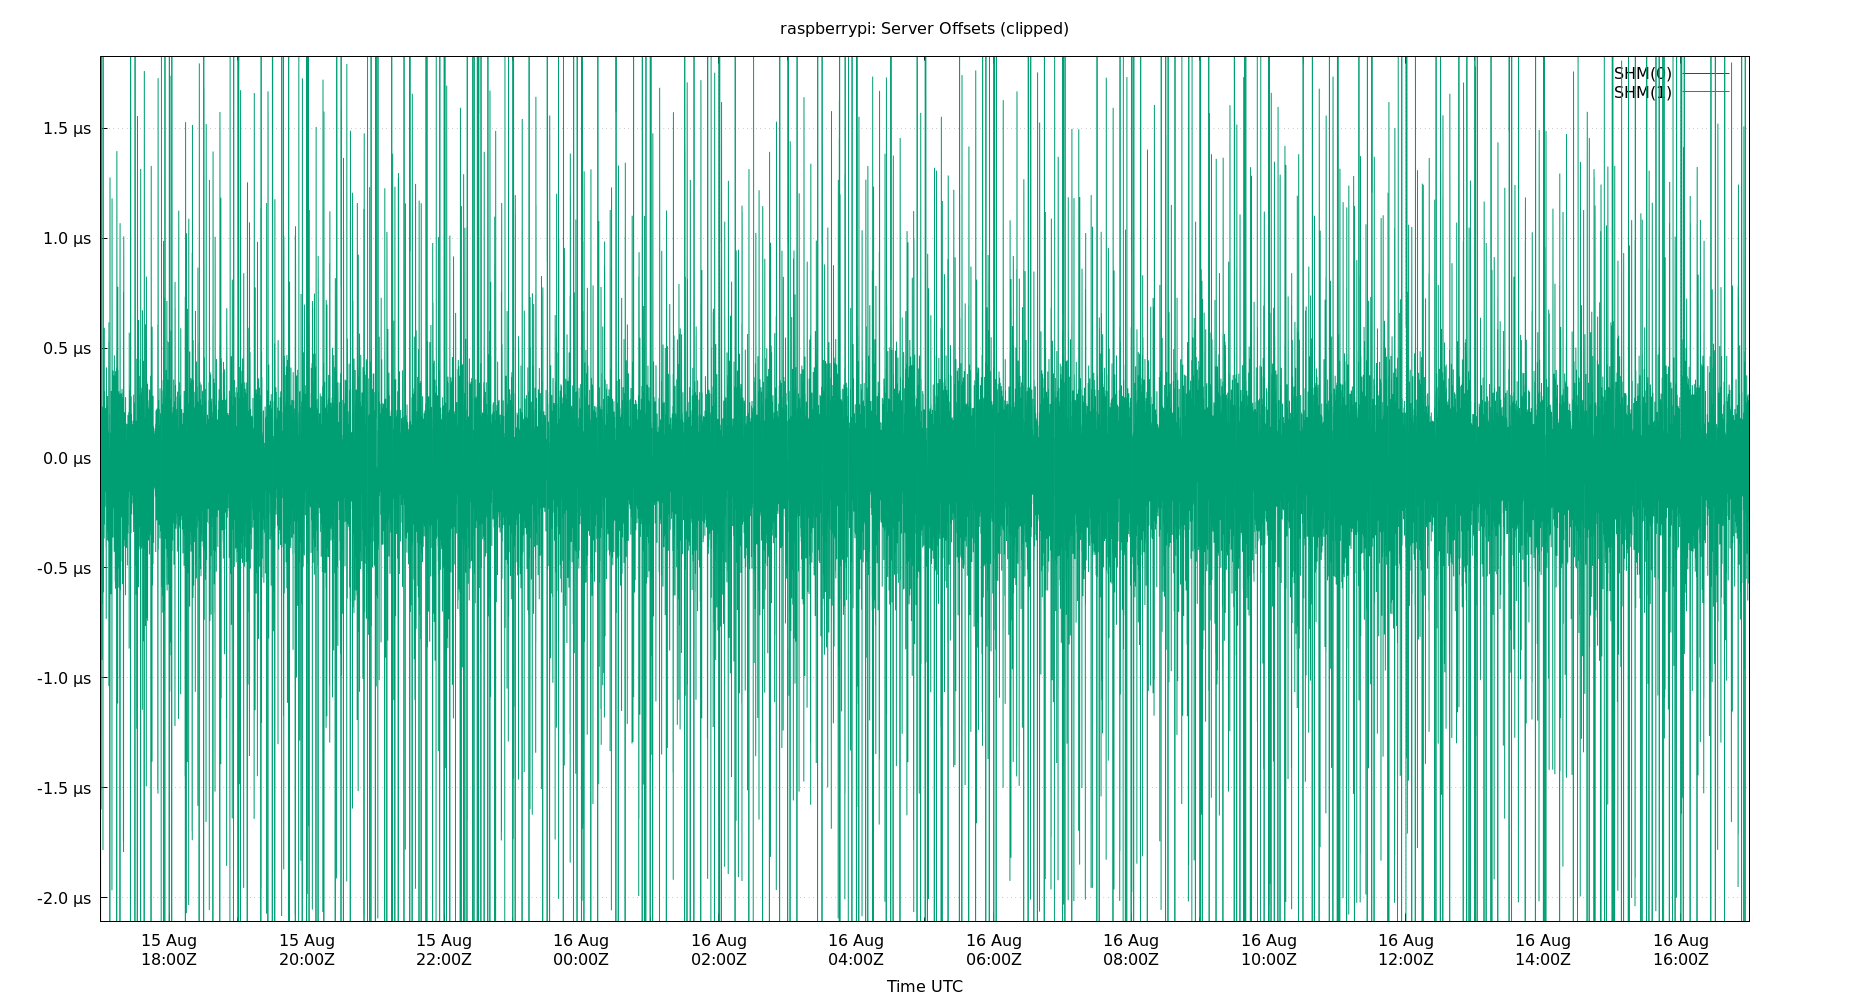 raspberrypi: Server Offsets (clipped)
SHM(0)
SHM(1)
1.5 µs
1.0 µs
0.5 µs
0.0 µs
-0.5 µs
-1.0 µs
-1.5 µs
-2.0 µs
15 Aug 15 Aug 15 Aug 16 Aug 16 Aug 16 Aug 16 Aug 16 Aug 16 Aug 16 Aug 16 Aug 16 Aug
18:00Z 20:00Z 22:00Z 00:00Z 02:00Z 04:00Z 06:00Z 08:00Z 10:00Z 12:00Z 14:00Z 16:00Z
Time UTC